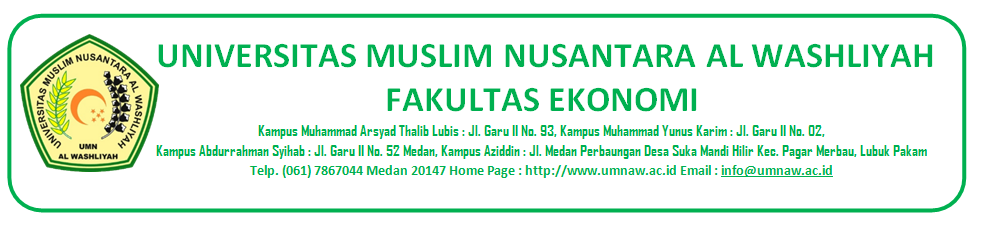 UNIVERSITAS MUSLIM NUSANTARA AL WASHLIYAH
FAKULTAS EKONOMI
Kampus Muhammad Arsyad Thalib Lubis : Jl. Garu II No. 93, Kampus Muhammad Yunus Karim : Jl. Garu II No. 02,
Kampus Abdurrahman Syihab : Jl. Garu II No. 52 Medan, Kampus Aziddin : Jl. Medan Perbaungan Desa Suka Mandi Hilir Kec. Pagar Merbau, Lubuk Pakam
Telp. (061) 7867044 Medan 20147 Home Page : http://www.umnaw.ac.id Email : info@umnaw.ac.id
UNIVERSITAS MUSLIM NUSANTARA AL WASHLIYAH
UMN
AL WASHLIYAH